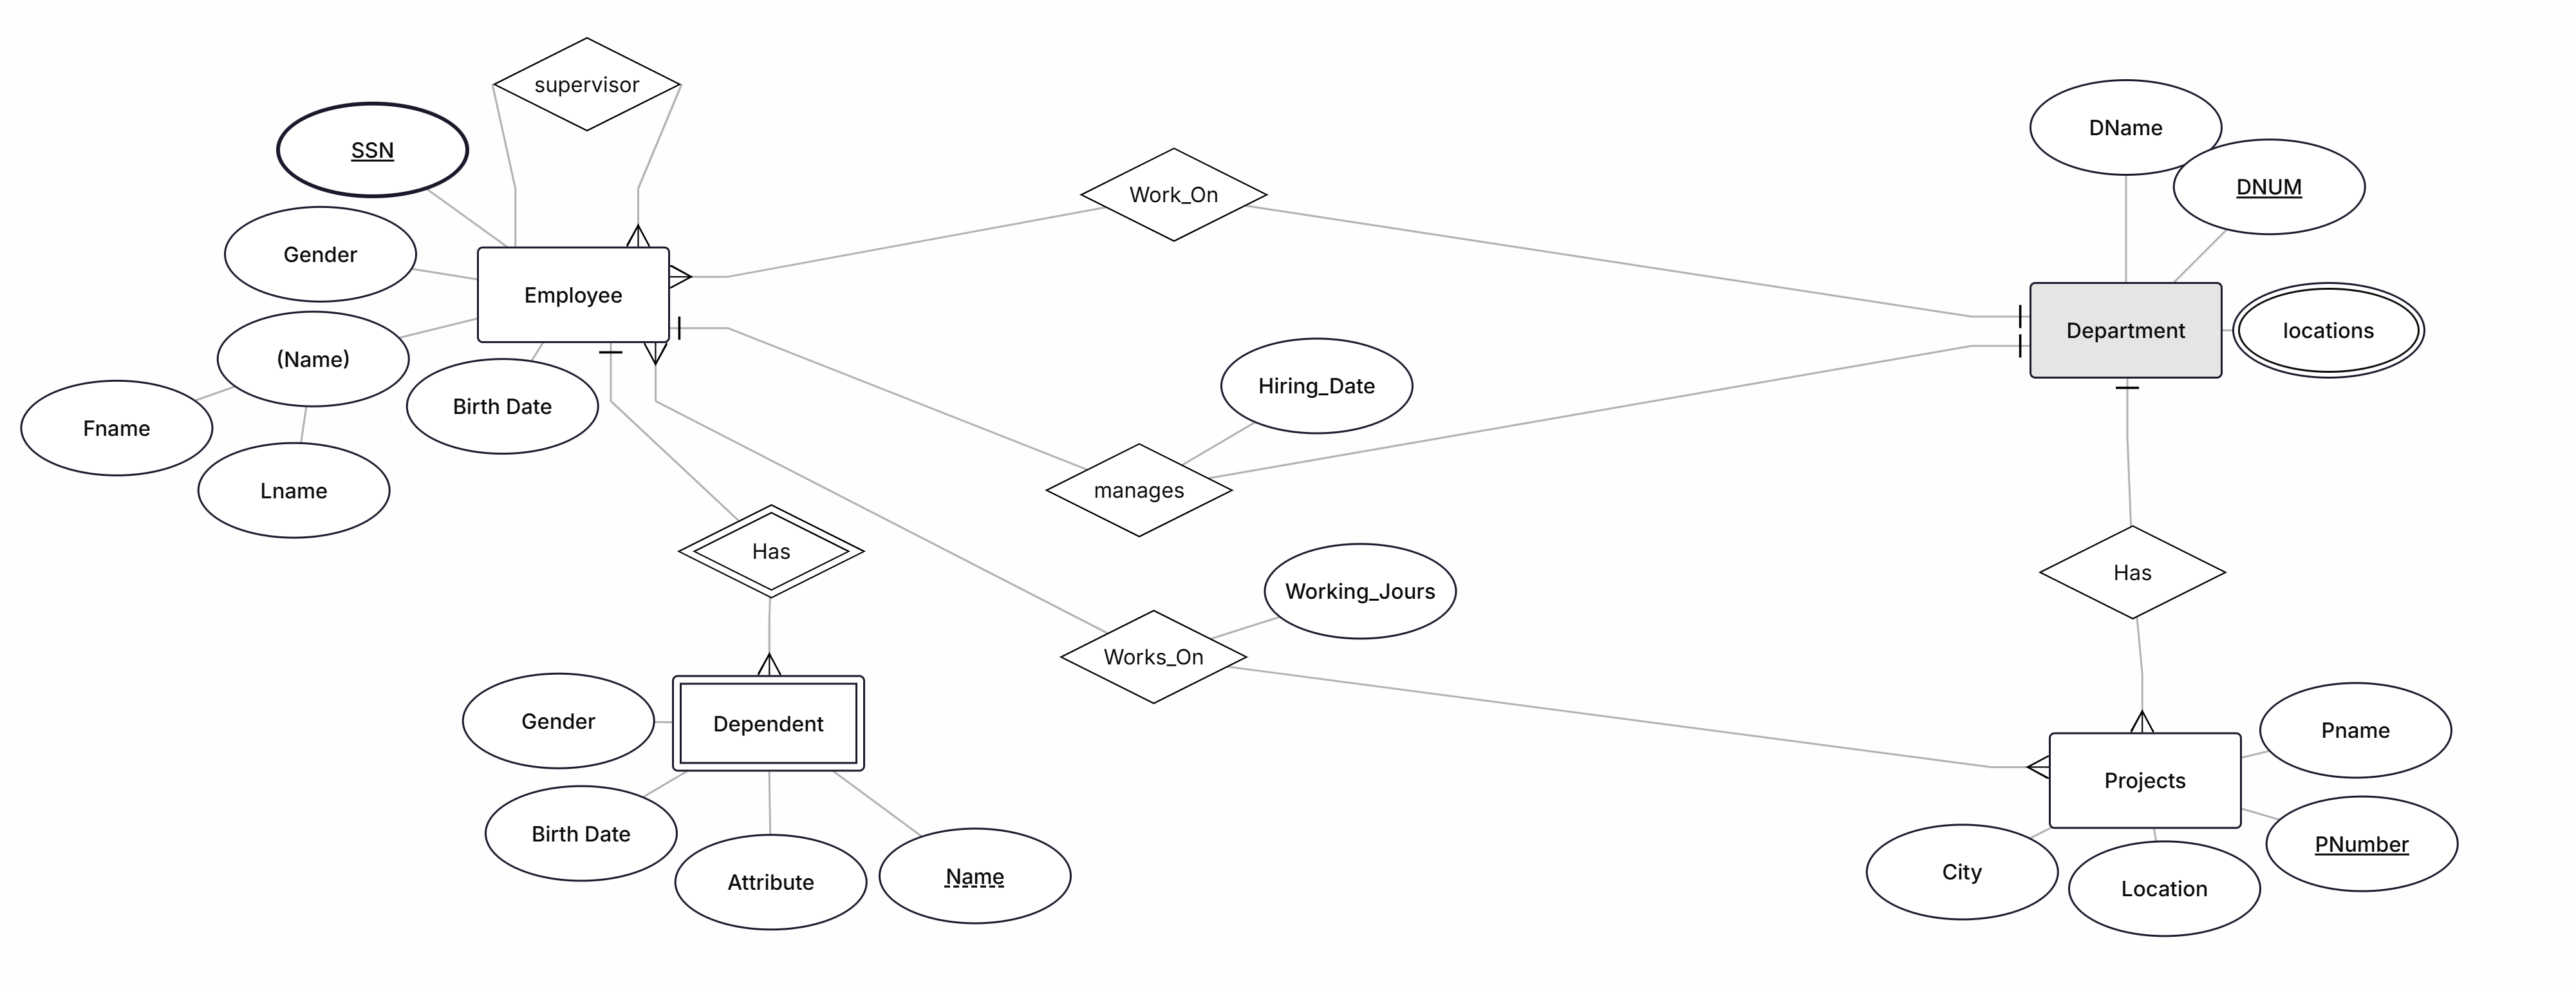 supervisor
SSN
DName
Work_On
DNUM
Gender
Employee
Department
locations
(Name)
Hiring_Date
Birth Date
Fname
Lname
manages
Has
Has
Working_Jours
Works_On
Gender
Dependent
Pname
Projects
Birth Date
PNumber
City
Attribute
Name
Location